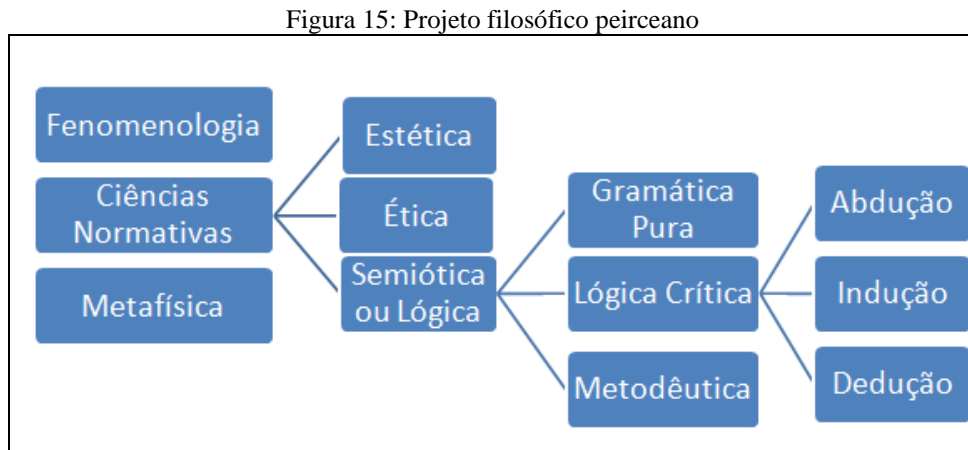 Figura 15: Projeto filosófico peirceano
Fenomenologia
Ciências
Normativas
Metafísica
Estética
Ética
Semiótica
ou Lógica
Gramática
Pura
Lógica Crítica
Metodêutica
Abdução
Indução
Dedução